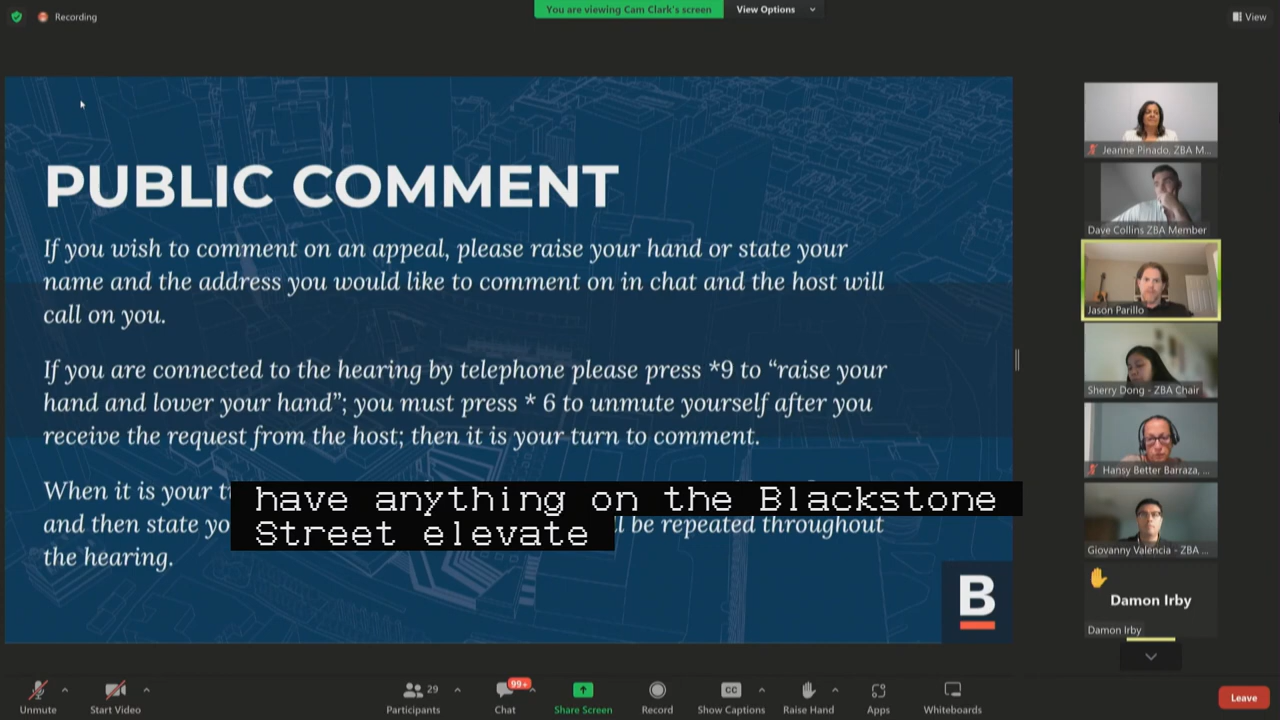 Recording
You are viewing Cam Clark's screen
View Options
View
PUBLIC COMMENT
If you wish to comment on an appeal, please raise your hand or state your
name and the address you would like to comment on in chat and the host will
call on you.
If you are connected to the hearing by telephone please press *9 to “raise your
hand and lower your hand”; you must press * 6 to unmute yourself after you
receive the request from the host; then it is your turn to comment.
When it is your
and then state be repeated throughout
the hearing.
have anything on the Blackstone
Street elevate
B
Jeanne Pinado, ZBA M...
Dave Collins ZBA Member
Jason Parillo
Sherry Dong - ZBA Chair
Hansy Better Barraza, ...
Giovanny Valencia - ZBA ...
Damon Irby
Damon Irby
Unmute
Start Video
29
Participants
99+
Chat
Share Screen
Record
CC
Show Captions
Raise Hand
Apps
Whiteboards
Leave